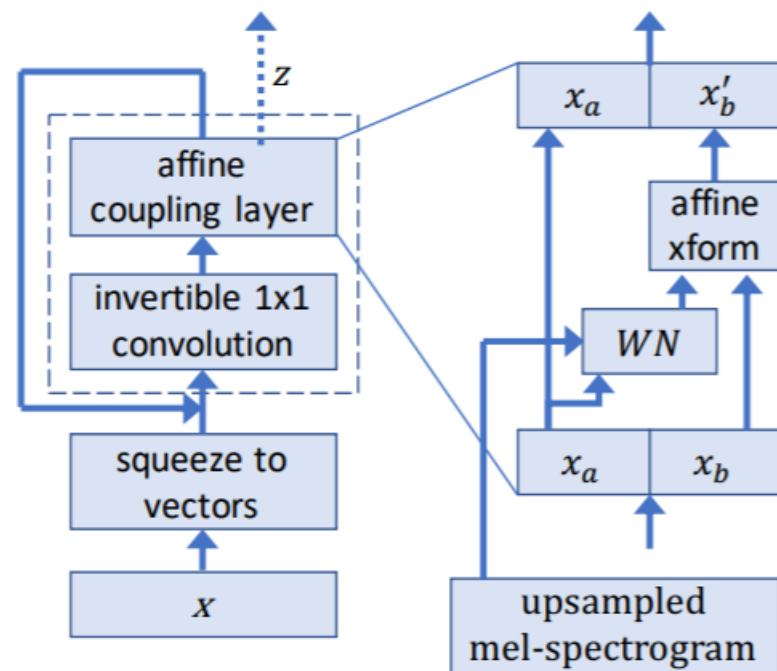 z
affine
coupling layer
invertible 1x1
convolution
squeeze to
vectors
x
x_a
x'_b
affine
xform
WN
x_a
x_b
upsampled
mel-spectrogram